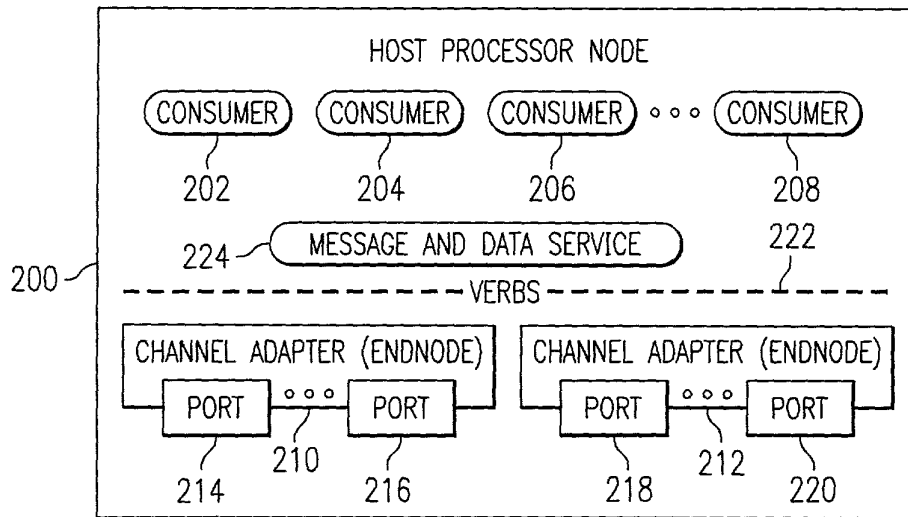 HOST PROCESSOR NODE
CONSUMER CONSUMER CONSUMER CONSUMER
202 204 206 208
224 MESSAGE AND DATA SERVICE 222
200
VERBS
CHANNEL ADAPTER (ENDNODE) CHANNEL ADAPTER (ENDNODE)
PORT PORT PORT PORT
214 210 216 218 212 220